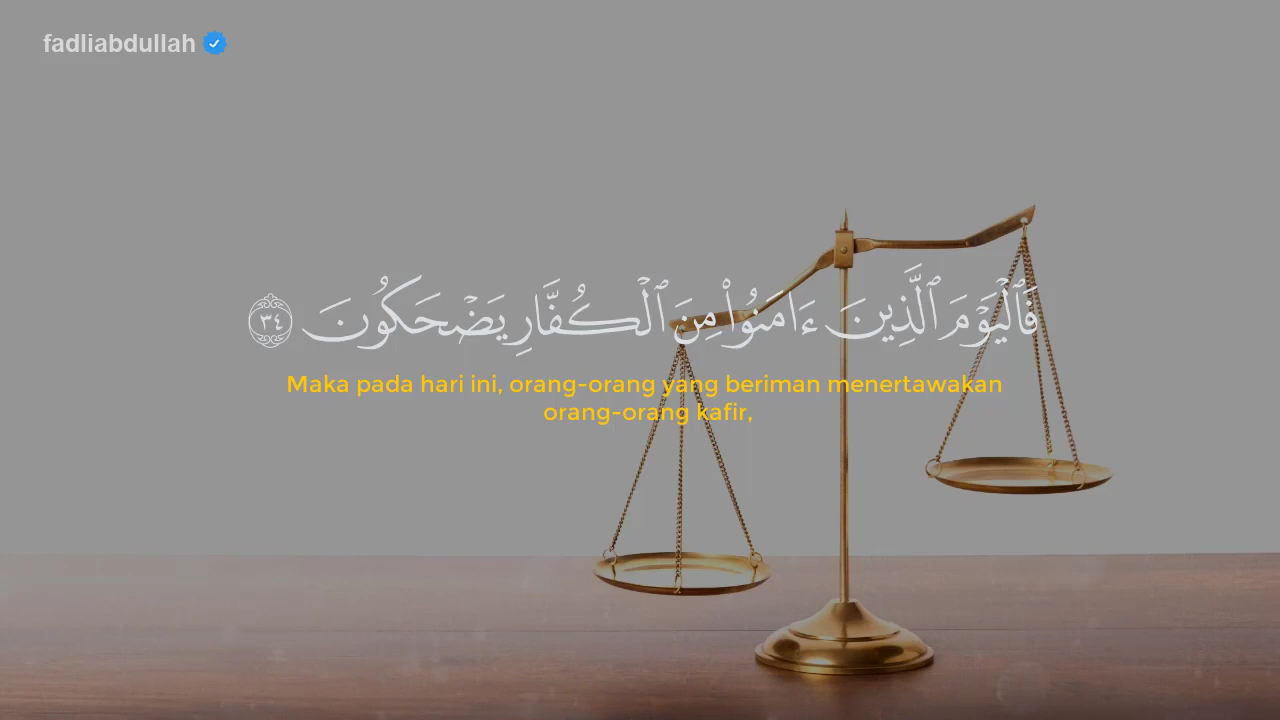 fadliabdullah
فَٱلْيَوْمَ ٱلَّذِينَ ءَامَنُوا۟ مِنَ ٱلْكُفَّارِ يَضْحَكُونَ ٣٤
Maka pada hari ini, orang-orang yang beriman menertawakan
orang-orang kafir,